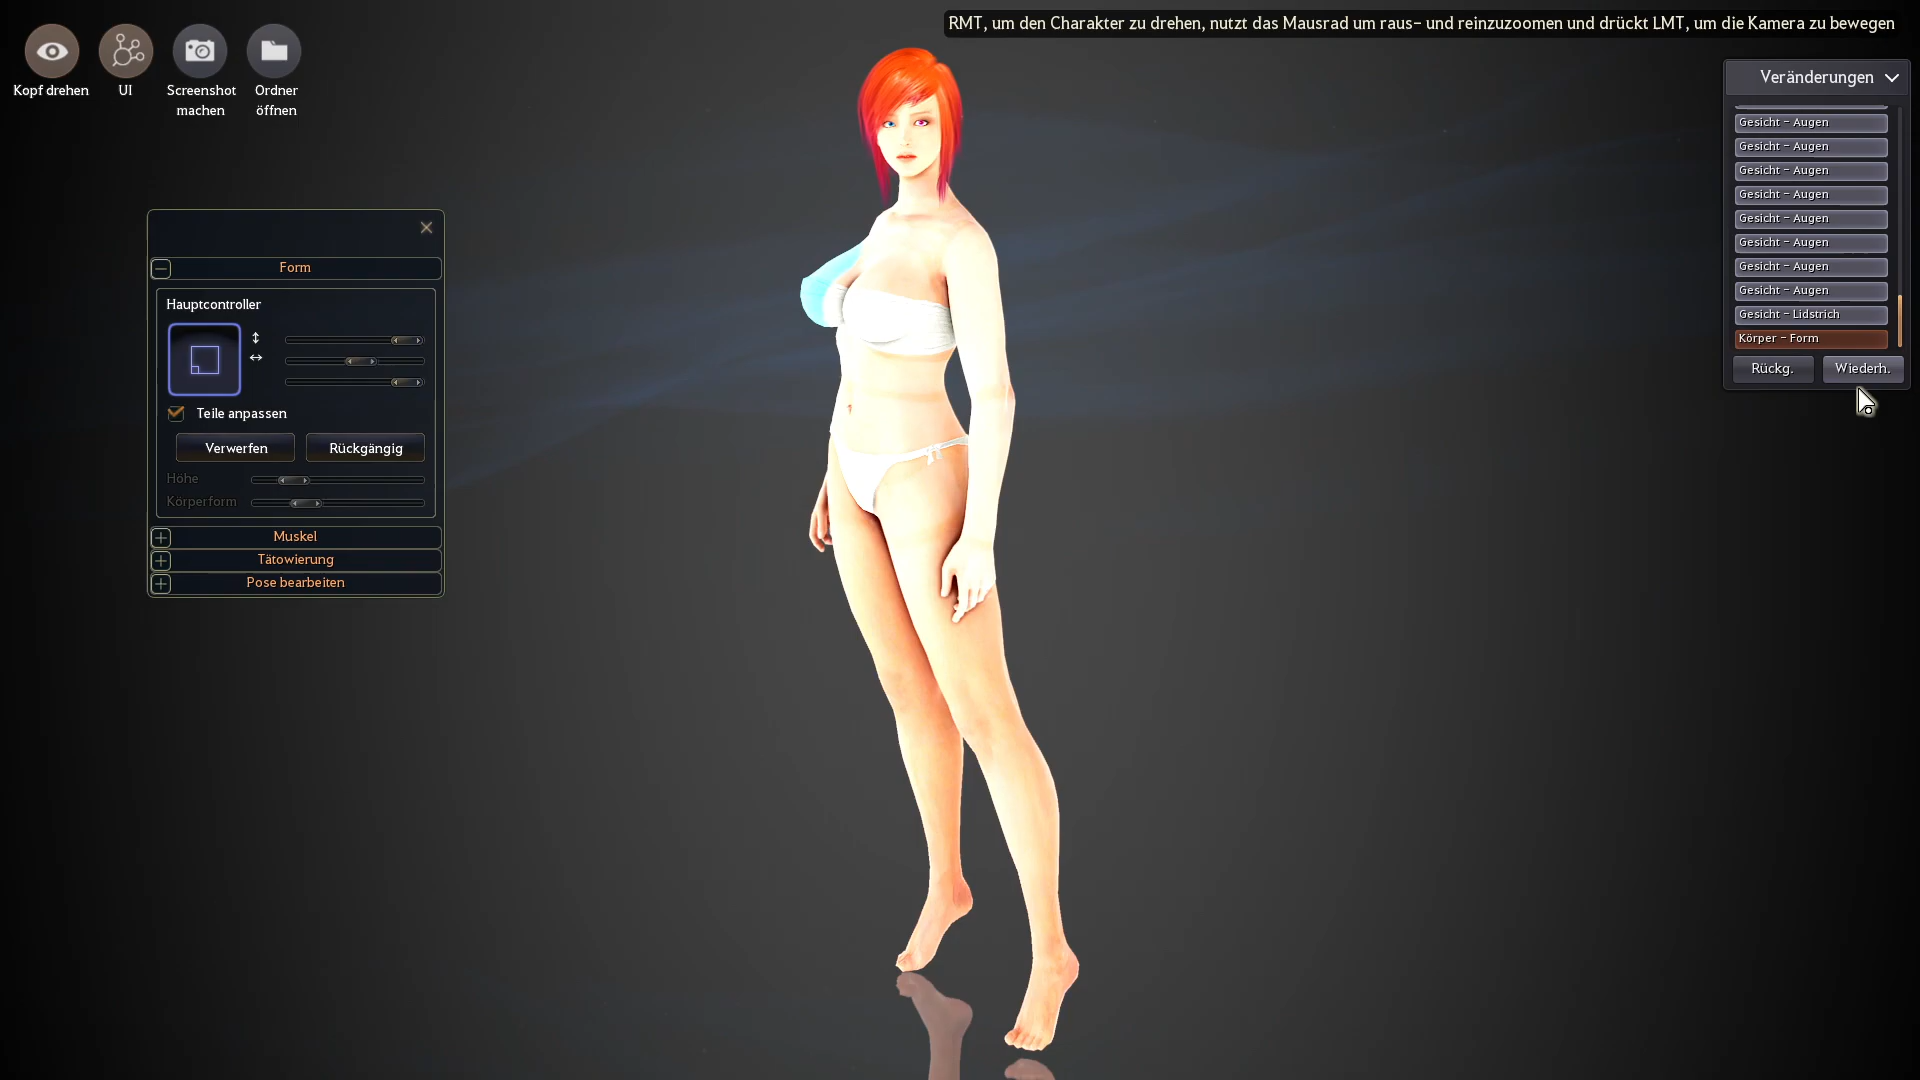 RMT, um den Charakter zu drehen, nutzt das Mausrad um raus- und reinzuzoomen und drückt LMT, um die Kamera zu bewegen
Kopf drehen
UI
Screenshot
machen
Ordner
öffnen
Veränderungen
Gesicht - Augen
Gesicht - Augen
Gesicht - Augen
Gesicht - Augen
Gesicht - Augen
Gesicht - Augen
Gesicht - Augen
Gesicht - Augen
Gesicht - Lidstrich
Körper - Form
Rückg.
Wiederh.
Form
Hauptcontroller
Teile anpassen
Verwerfen
Rückgängig
Höhe
Körperform
Muskel
Tätowierung
Pose bearbeiten